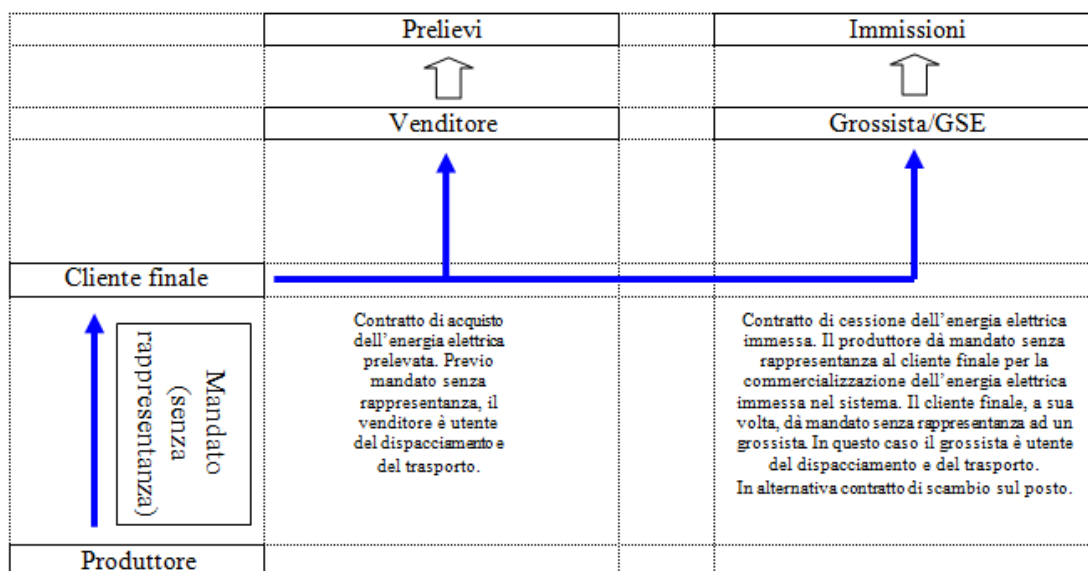 Prelievi
Immissioni
Venditore
Grossista/GSE
Cliente finale
Mandato
(senza
rappresentanza)
Contratto di acquisto
dell'energia elettrica
prelevata. Previo
mandato senza
rappresentanza, il
venditore è utente
del dispacciamento e
del trasporto.
Contratto di cessione dell'energia elettrica
immessa. Il produttore dà mandato senza
rappresentanza al cliente finale per la
commercializzazione dell'energia elettrica
immessa nel sistema. Il cliente finale, a sua
volta, dà mandato senza rappresentanza ad un
grossista. In questo caso il grossista è utente
del dispacciamento e del trasporto.
In alternativa contratto di scambio sul posto.
Produttore